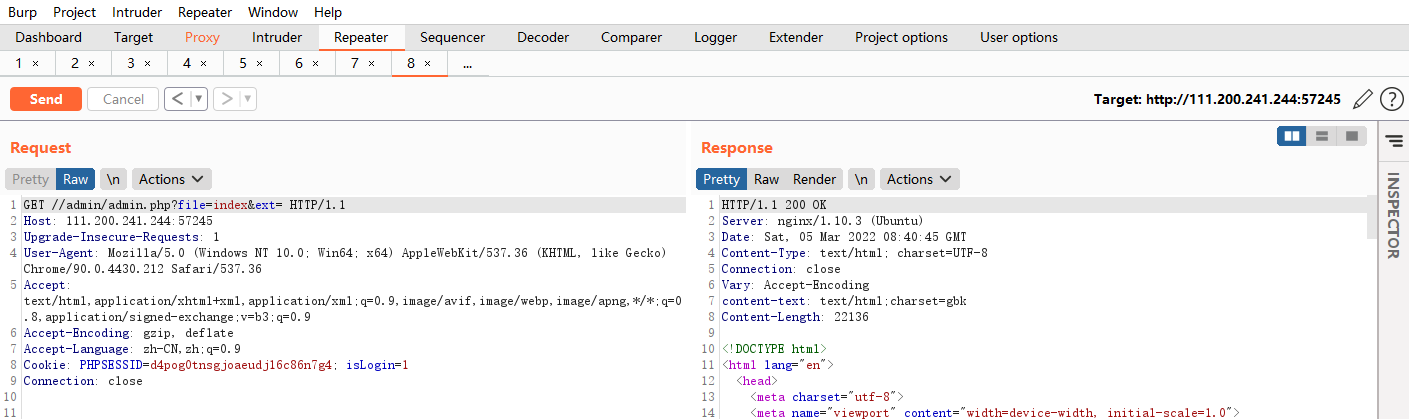 Burp Project Intruder Repeater Window Help
Dashboard Target Proxy Intruder Repeater Sequencer Decoder Comparer Logger Extender Project options User options
1 × 2 × 3 × 4 × 5 × 6 × 7 × 8 × ...
Send Cancel < > Target: http://111.200.241.244:57245 ?
Request
Pretty Raw \n Actions
1 GET //admin/admin.php?file=index&ext= HTTP/1.1
2 Host: 111.200.241.244:57245
3 Upgrade-Insecure-Requests: 1
4 User-Agent: Mozilla/5.0 (Windows NT 10.0; Win64; x64) AppleWebKit/537.36 (KHTML, like Gecko)
Chrome/90.0.4430.212 Safari/537.36
5 Accept:
text/html,application/xhtml+xml,application/xml;q=0.9,image/avif,image/webp,image/apng,*/*;q=0
.8,application/signed-exchange;v=b3;q=0.9
6 Accept-Encoding: gzip, deflate
7 Accept-Language: zh-CN,zh;q=0.9
8 Cookie: PHPSESSID=d4pog0tnsgjoaeudjl6c86n7g4; isLogin=1
9 Connection: close
10
11
Response
Pretty Raw Render \n Actions
1 HTTP/1.1 200 OK
2 Server: nginx/1.10.3 (Ubuntu)
3 Date: Sat, 05 Mar 2022 08:40:45 GMT
4 Content-Type: text/html; charset=UTF-8
5 Connection: close
6 Vary: Accept-Encoding
7 content-text: text/html;charset=gbk
8 Content-Length: 22136
9
10 <!DOCTYPE html>
11 <html lang="en">
12 <head>
13 <meta charset="utf-8">
14 <meta name="viewport" content="width=device-width, initial-scale=1.0">
INSPECTOR